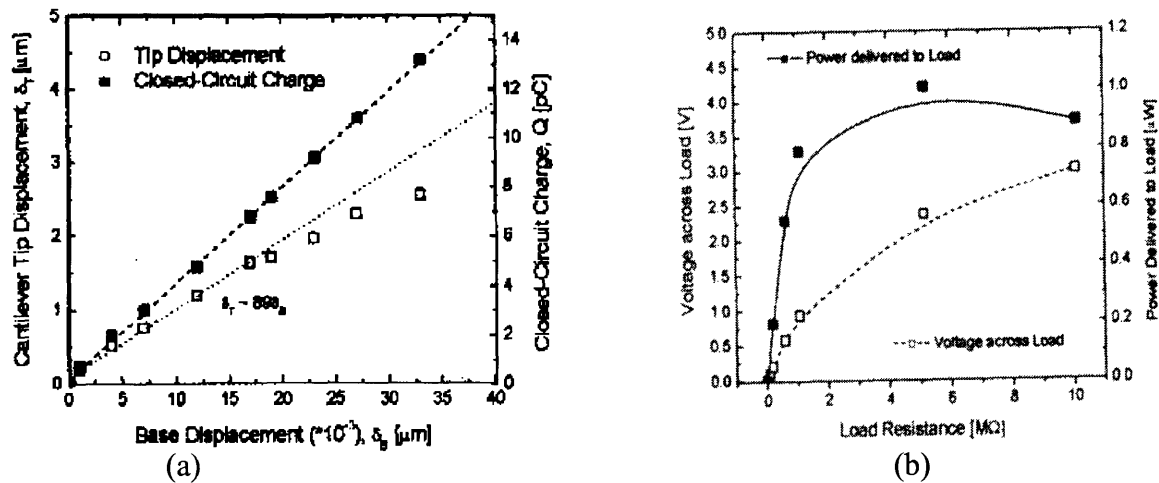 5
4
3
2
1
0
Cantilever Tip Displacement, δT [μm]
Tip Displacement
Closed-Circuit Charge
14
12
10
8
6
4
2
0
Closed-Circuit Charge, Q [pC]
0 5 10 15 20 25 30 35 40
Base Displacement (*10⁻³), δB [μm]
(a)
5.0
4.5
4.0
3.5
3.0
2.5
2.0
1.5
1.0
0.5
0.0
Voltage across Load [V]
Power delivered to Load
Voltage across Load
1.2
1.0
0.8
0.6
0.4
0.2
0.0
Power Delivered to Load [μW]
0 2 4 6 8 10
Load Resistance [MΩ]
(b)